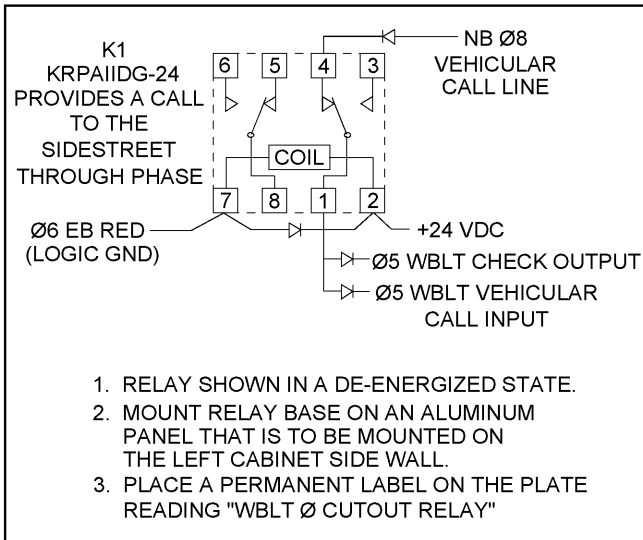 K1
KRPAIIDG-24
PROVIDES A CALL
TO THE
SIDESTREET
THROUGH PHASE
6 5 4 3
NB Ø8
VEHICULAR
CALL LINE
COIL
7 8 1 2
Ø6 EB RED
(LOGIC GND)
+24 VDC
Ø5 WBLT CHECK OUTPUT
Ø5 WBLT VEHICULAR
CALL INPUT
1. RELAY SHOWN IN A DE-ENERGIZED STATE.
2. MOUNT RELAY BASE ON AN ALUMINUM
PANEL THAT IS TO BE MOUNTED ON
THE LEFT CABINET SIDE WALL.
3. PLACE A PERMANENT LABEL ON THE PLATE
READING "WBLT Ø CUTOUT RELAY"